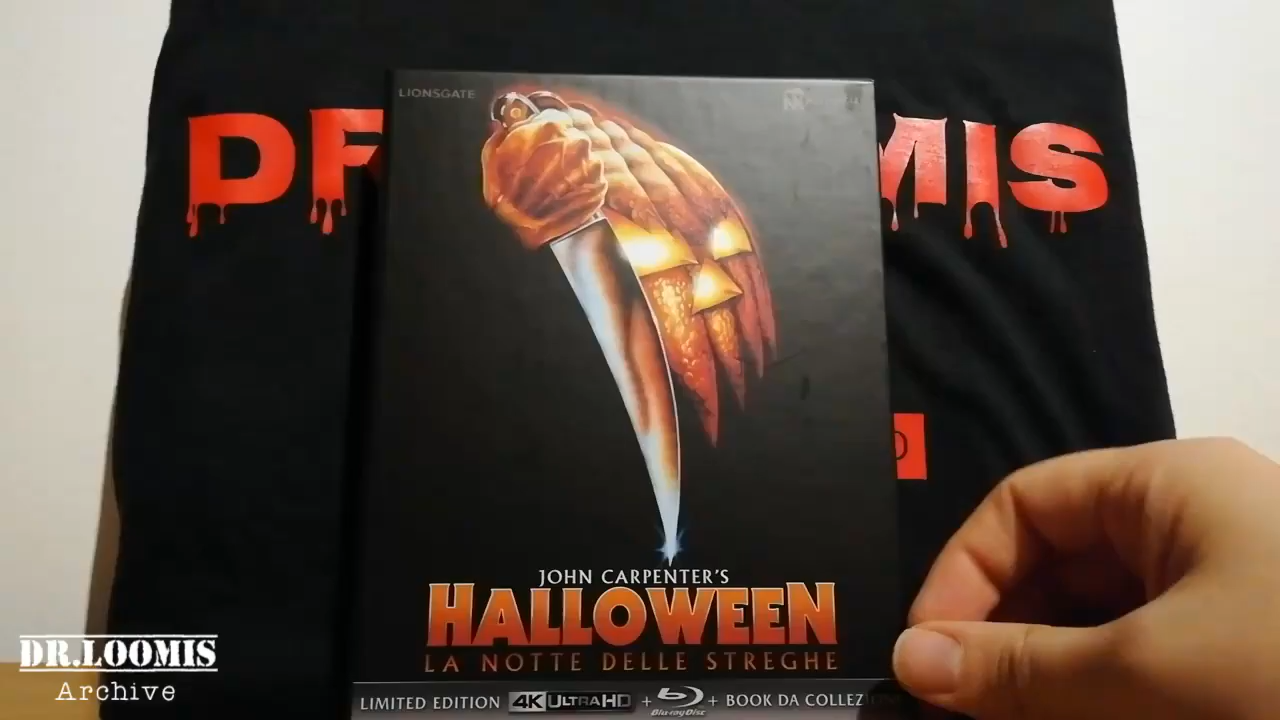 LIONSGATE
DR MIS
JOHN CARPENTER'S
HALLOWEEN
LA NOTTE DELLE STREGHE
LIMITED EDITION 4K ULTRA HD + Blu-ray Disc + BOOK DA COLLEZI
DR.LOOMIS
Archive